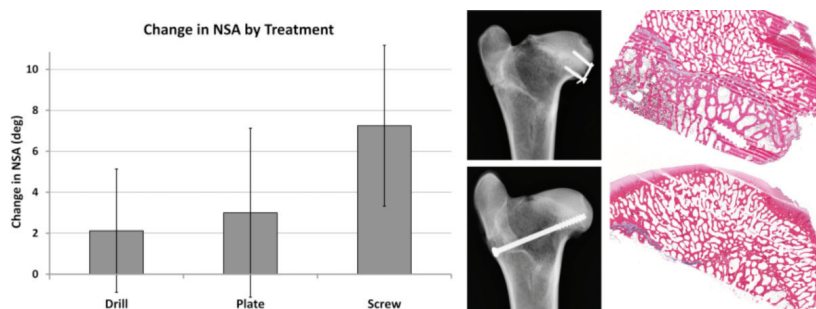 Change in NSA by Treatment
Change in NSA (deg)
10
8
6
4
2
0
Drill
Plate
Screw